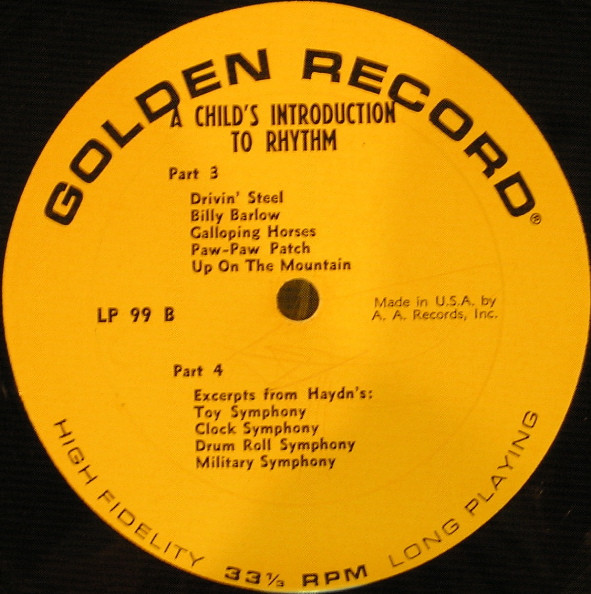 GOLDEN RECORD®
A CHILD'S INTRODUCTION
TO RHYTHM
Part 3
Drivin' Steel
Billy Barlow
Galloping Horses
Paw-Paw Patch
Up On The Mountain
LP 99 B
Made in U.S.A. by
A. A. Records, Inc.
Part 4
Excerpts from Haydn's:
Toy Symphony
Clock Symphony
Drum Roll Symphony
Military Symphony
HIGH FIDELITY 33⅓ RPM LONG PLAYING